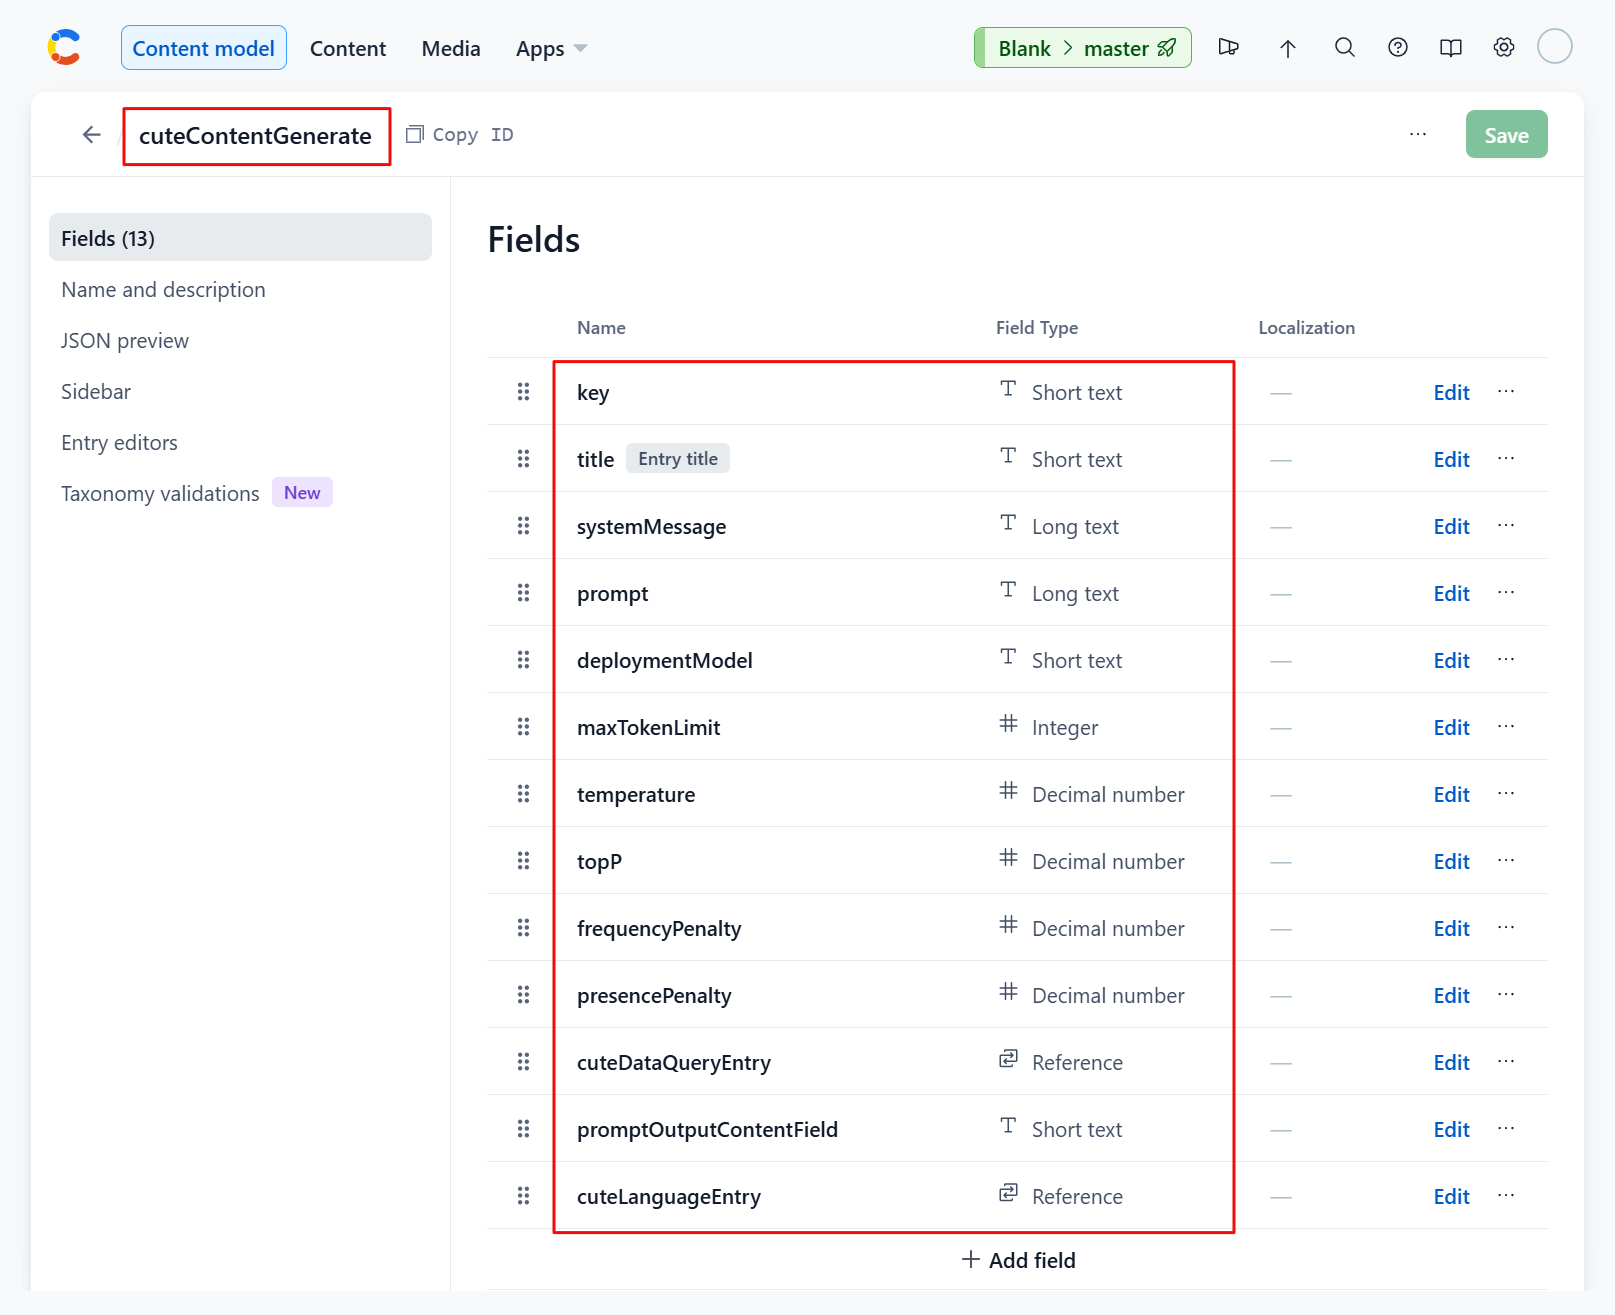 Content model Content Media Apps Blank > master
cuteContentGenerate Copy ID ... Save
Fields (13)
Name and description
JSON preview
Sidebar
Entry editors
Taxonomy validations New
Fields
Name Field Type Localization
key Short text — Edit ...
title Entry title Short text — Edit ...
systemMessage Long text — Edit ...
prompt Long text — Edit ...
deploymentModel Short text — Edit ...
maxTokenLimit Integer — Edit ...
temperature Decimal number — Edit ...
topP Decimal number — Edit ...
frequencyPenalty Decimal number — Edit ...
presencePenalty Decimal number — Edit ...
cuteDataQueryEntry Reference — Edit ...
promptOutputContentField Short text — Edit ...
cuteLanguageEntry Reference — Edit ...
+ Add field